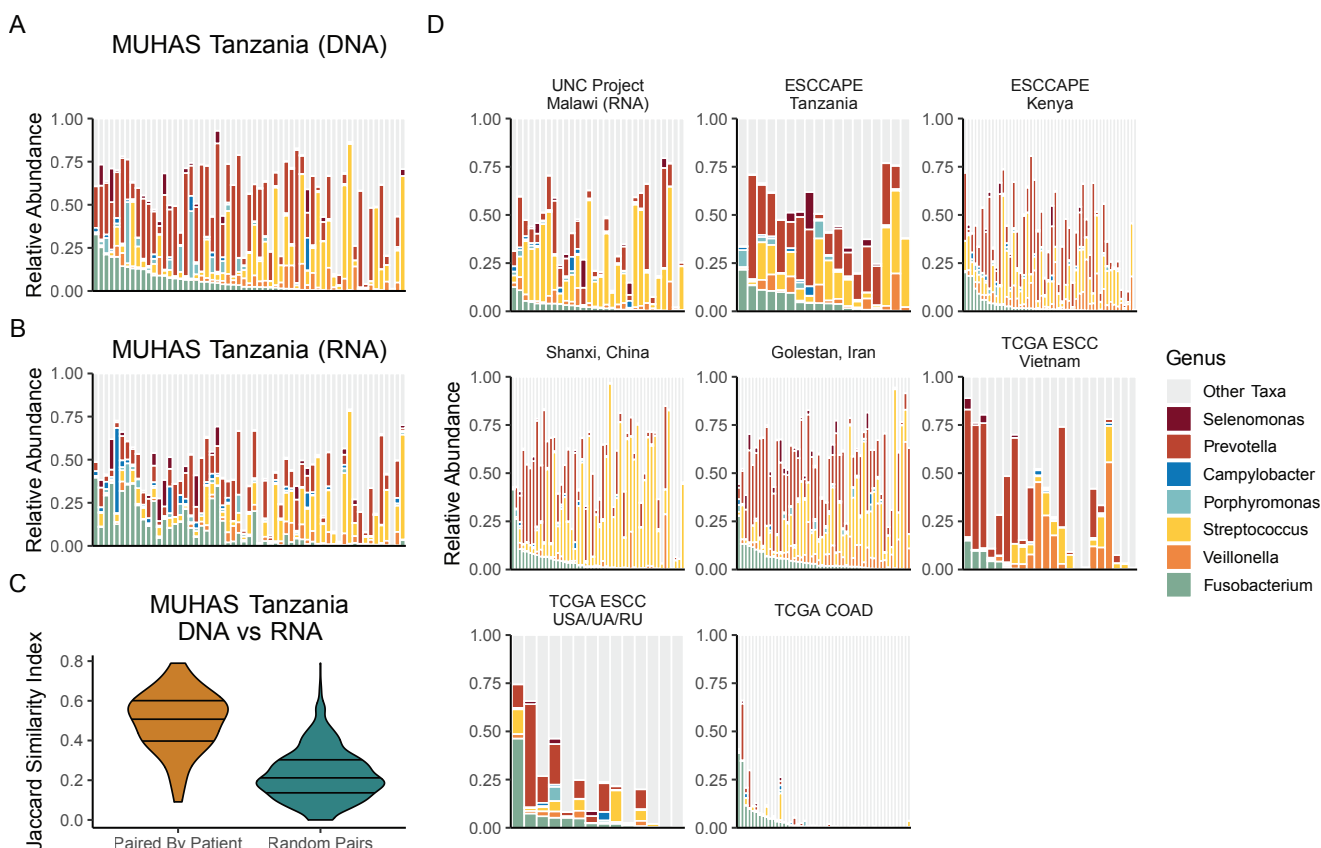 A
MUHAS Tanzania (DNA)
Relative Abundance
1.00
0.75
0.50
0.25
0.00
B
MUHAS Tanzania (RNA)
Relative Abundance
1.00
0.75
0.50
0.25
0.00
C
MUHAS Tanzania
DNA vs RNA
Jaccard Similarity Index
0.8
0.6
0.4
0.2
0.0
Paired By Patient
Random Pairs
D
Relative Abundance
UNC Project
Malawi (RNA)
1.00
0.75
0.50
0.25
0.00
ESCCAPE
Tanzania
1.00
0.75
0.50
0.25
0.00
ESCCAPE
Kenya
1.00
0.75
0.50
0.25
0.00
Shanxi, China
1.00
0.75
0.50
0.25
0.00
Golestan, Iran
1.00
0.75
0.50
0.25
0.00
TCGA ESCC
Vietnam
1.00
0.75
0.50
0.25
0.00
TCGA ESCC
USA/UA/RU
1.00
0.75
0.50
0.25
0.00
TCGA COAD
1.00
0.75
0.50
0.25
0.00
Genus
Other Taxa
Selenomonas
Prevotella
Campylobacter
Porphyromonas
Streptococcus
Veillonella
Fusobacterium